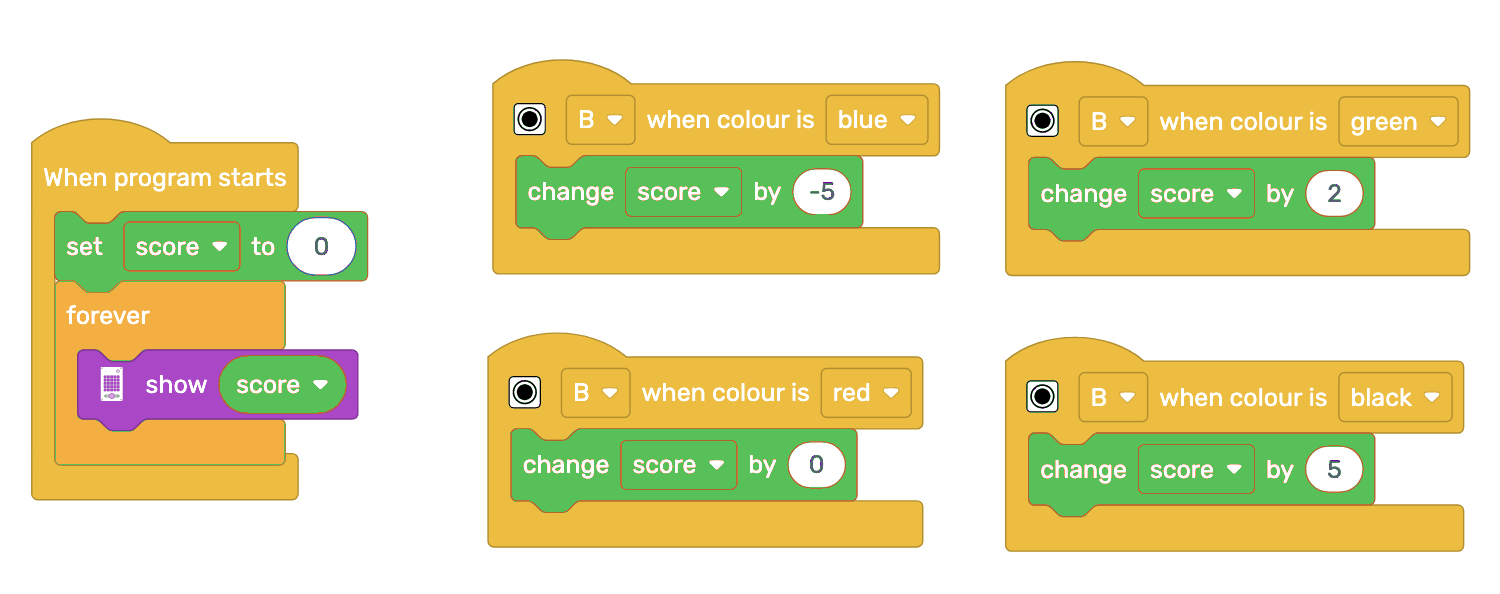 When program starts
set score to 0
forever
show score
B when colour is blue
change score by -5
B when colour is green
change score by 2
B when colour is red
change score by 0
B when colour is black
change score by 5